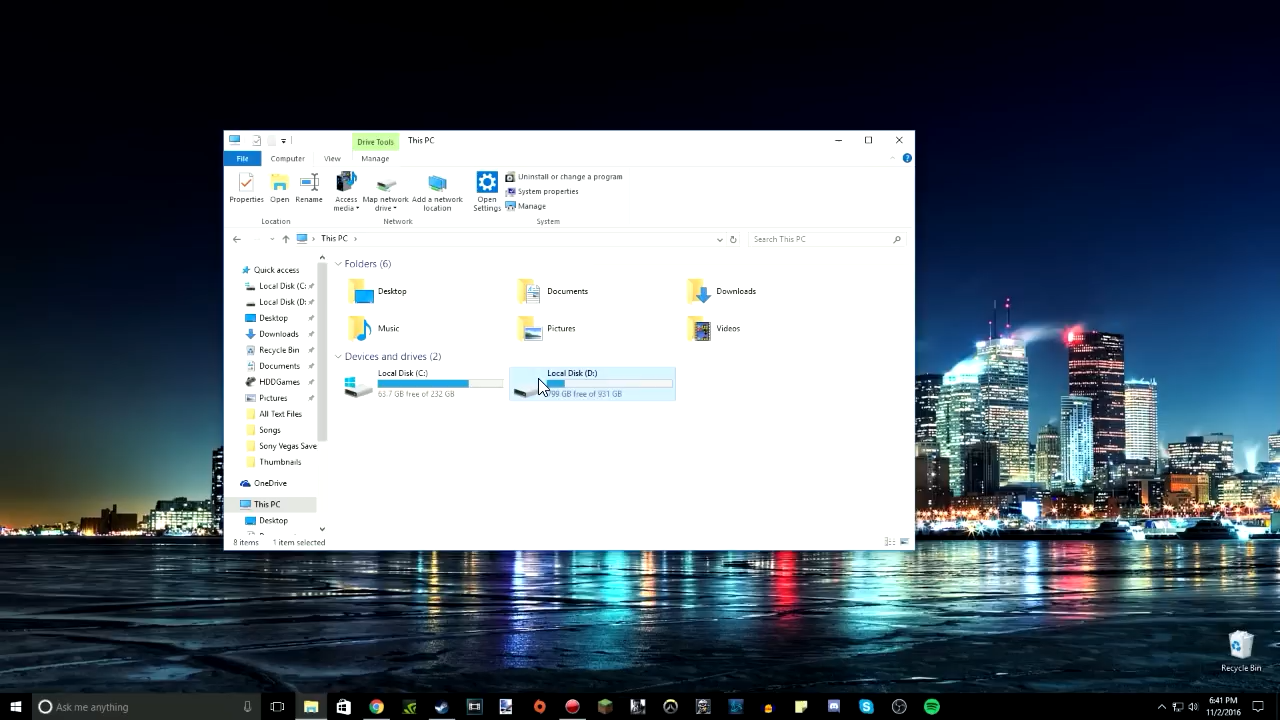 Drive Tools This PC
File Computer View Manage
Properties Open Rename Access media Map network drive Add a network location Open Settings Uninstall or change a program
System properties
Manage
Location Network System
This PC Search This PC
Quick access
Local Disk (C:
Local Disk (D:
Desktop
Downloads
Recycle Bin
Documents
HDDGames
Pictures
All Text Files
Songs
Sony Vegas Save
Thumbnails
OneDrive
This PC
Desktop
Folders (6)
Desktop Documents Downloads
Music Pictures Videos
Devices and drives (2)
Local Disk (C:) Local Disk (D:)
63.7 GB free of 232 GB 799 GB free of 931 GB
8 items 1 item selected
Recycle Bin
Ask me anything
6:41 PM
11/2/2016